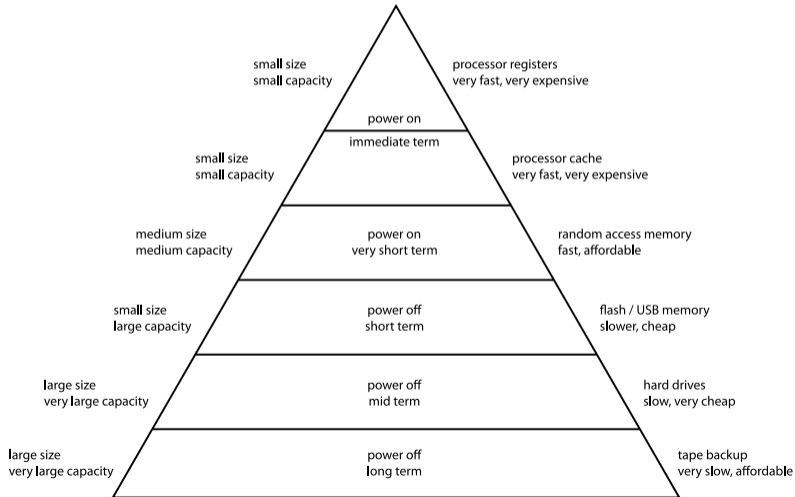 small size
small capacity
processor registers
very fast, very expensive
power on
immediate term
small size
small capacity
processor cache
very fast, very expensive
medium size
medium capacity
power on
very short term
random access memory
fast, affordable
small size
large capacity
power off
short term
flash / USB memory
slower, cheap
large size
very large capacity
power off
mid term
hard drives
slow, very cheap
large size
very large capacity
power off
long term
tape backup
very slow, affordable